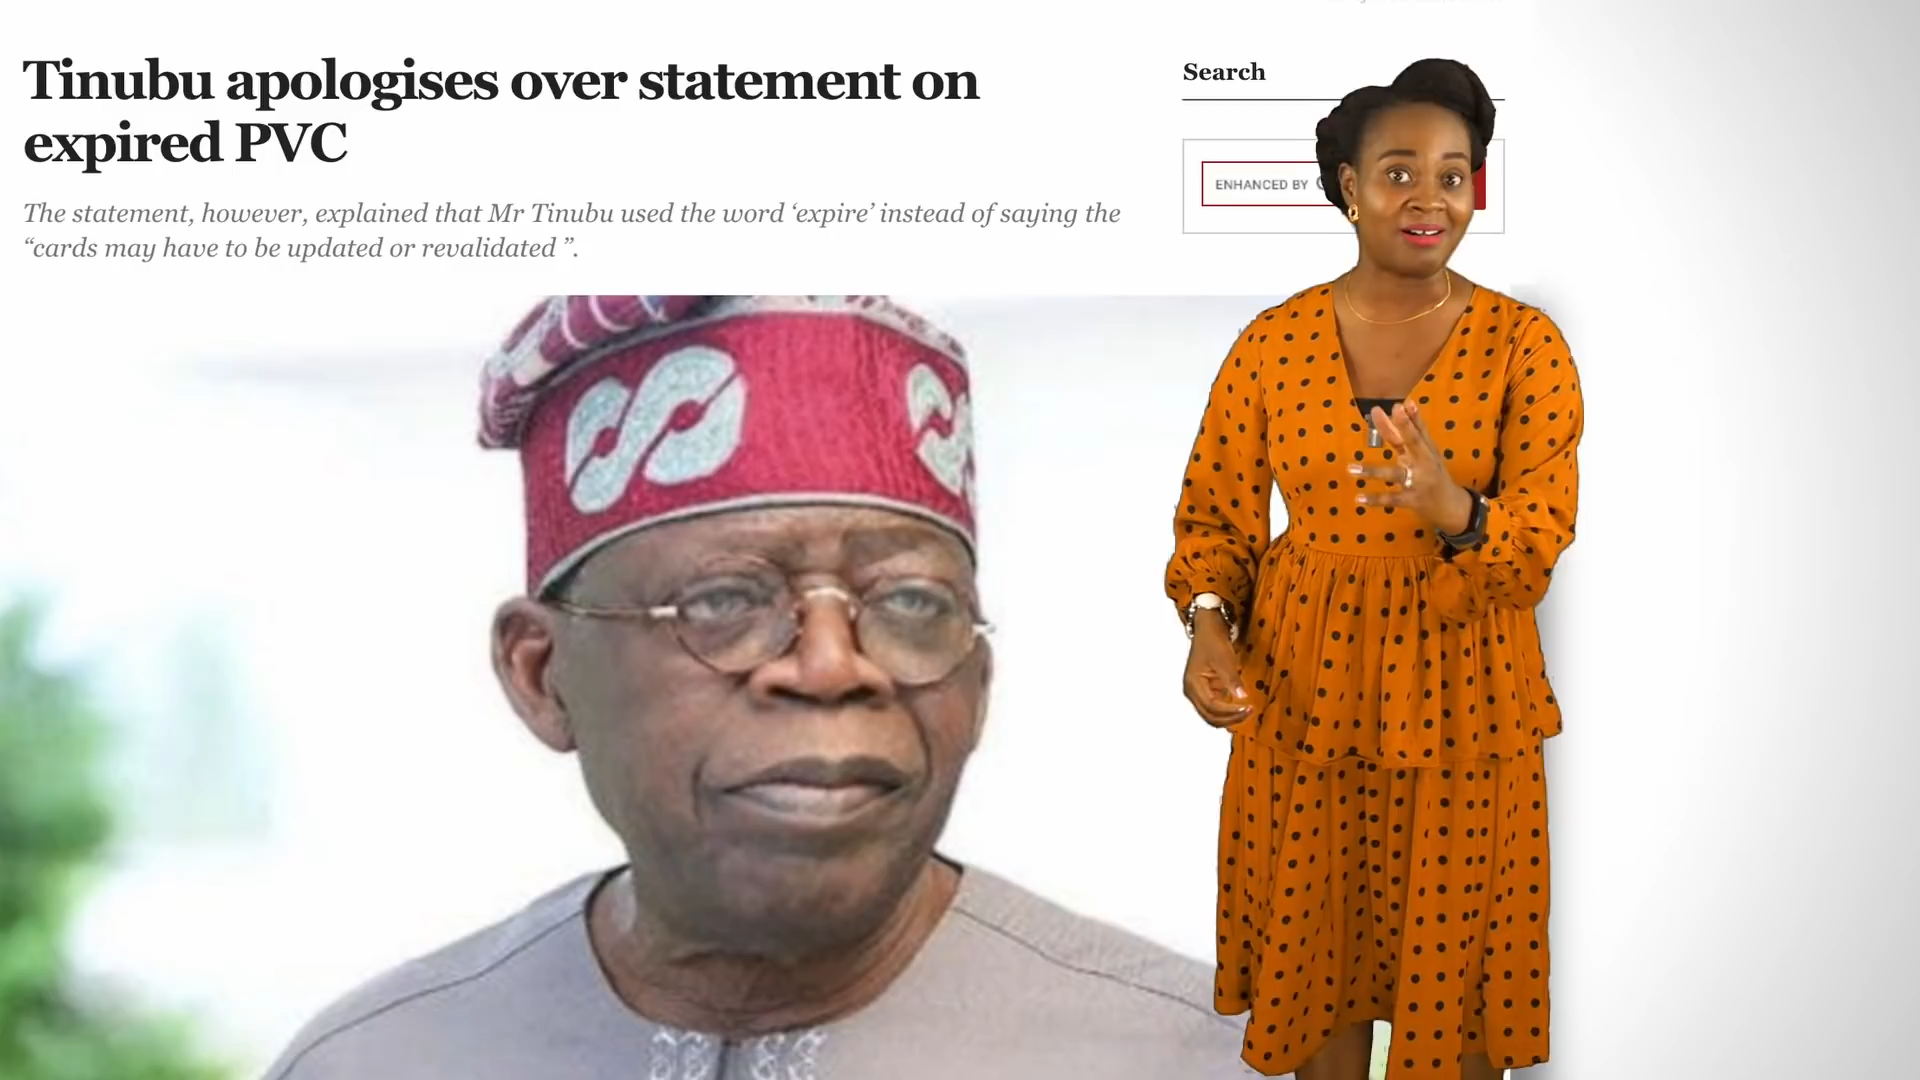 Tinubu apologises over statement on
expired PVC
The statement, however, explained that Mr Tinubu used the word ‘expire’ instead of saying the
“cards may have to be updated or revalidated ”.
Search
ENHANCED BY